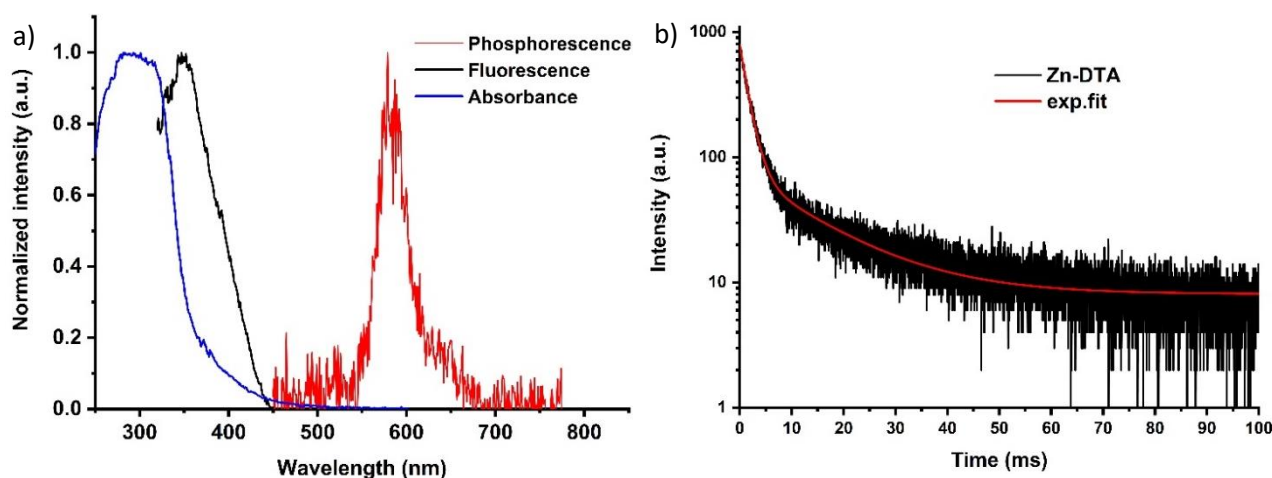 a)
Phosphorescence
Fluorescence
Absorbance
Normalized intensity (a.u.)
1.0
0.8
0.6
0.4
0.2
0.0
300 400 500 600 700 800
Wavelength (nm)
b)
Zn-DTA
exp.fit
Intensity (a.u.)
1000
100
10
1
0 10 20 30 40 50 60 70 80 90 100
Time (ms)